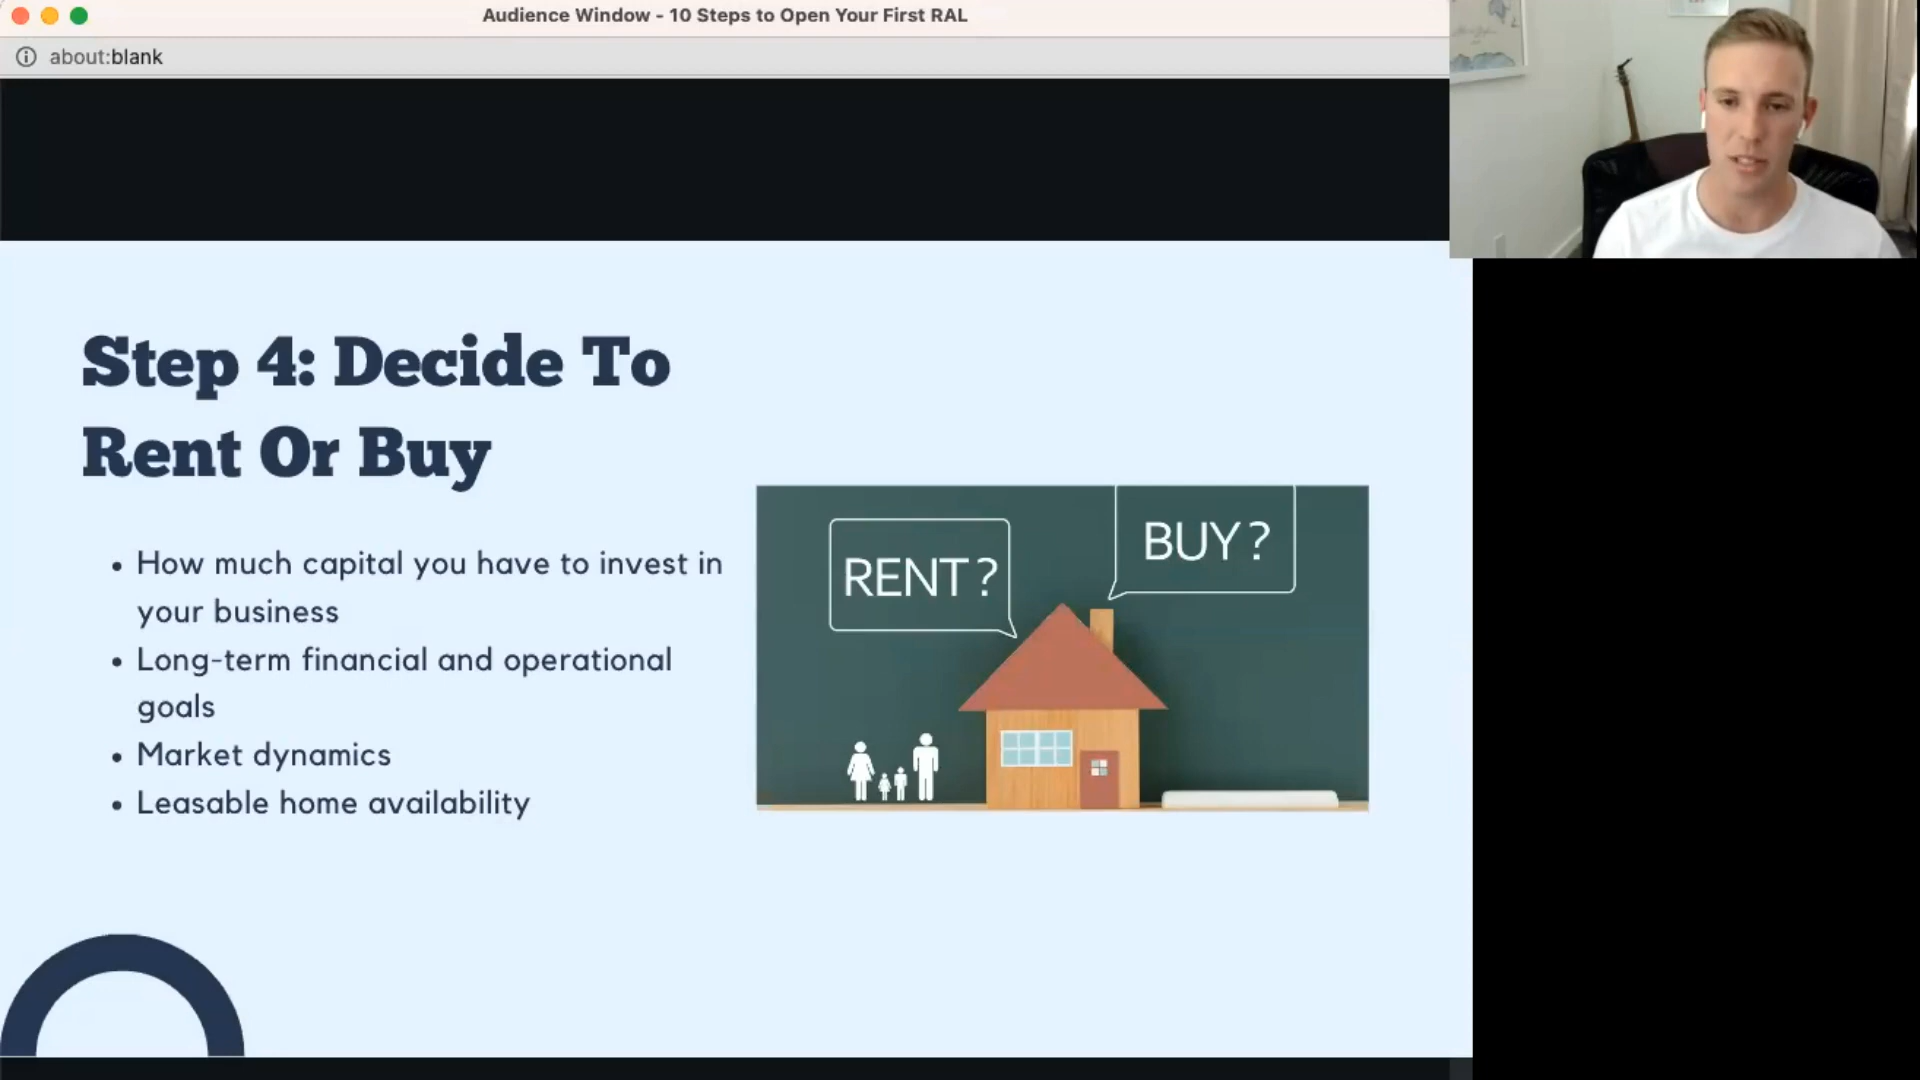 Audience Window - 10 Steps to Open Your First RAL
about:blank
Step 4: Decide To
Rent Or Buy
• How much capital you have to invest in
your business
• Long-term financial and operational
goals
• Market dynamics
• Leasable home availability
RENT?
BUY?